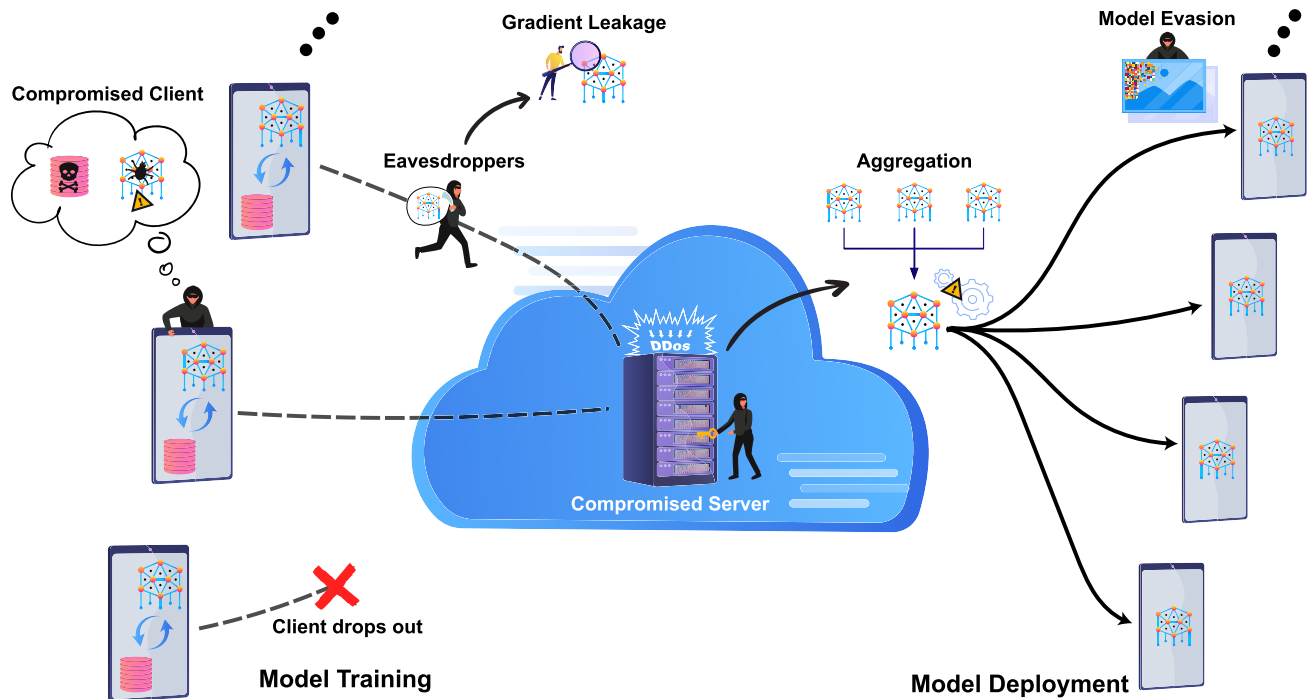 Gradient Leakage
Model Evasion
Compromised Client
Eavesdroppers
Aggregation
DDos
Compromised Server
Client drops out
Model Training
Model Deployment